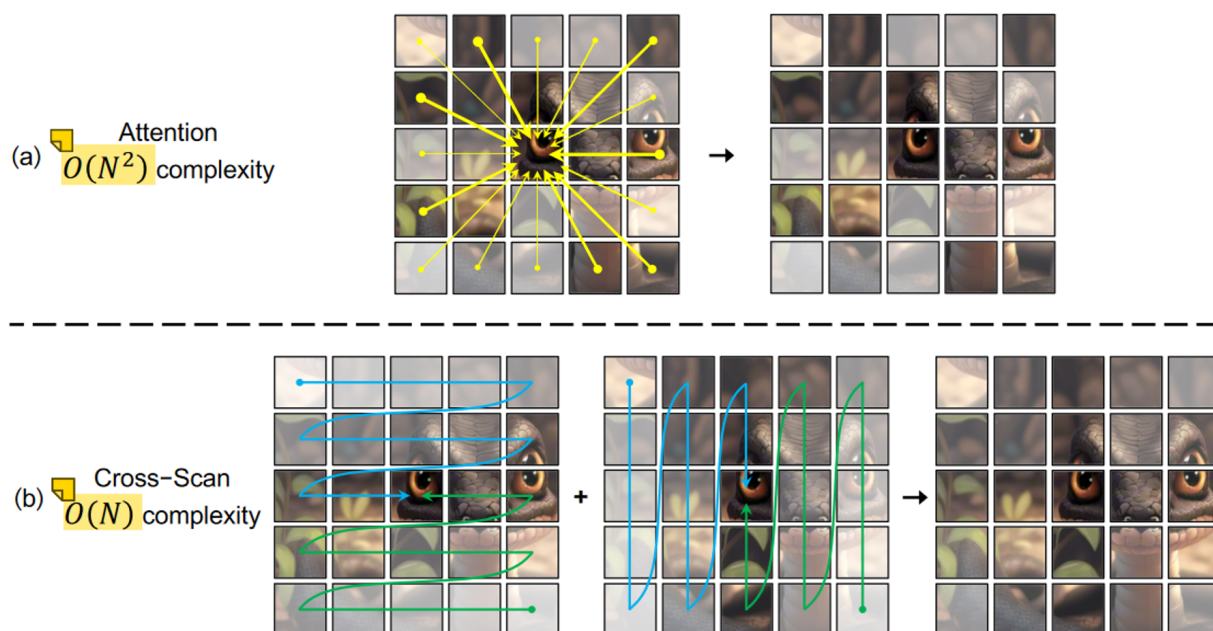 (a) Attention
O(N²) complexity
(b) Cross-Scan
O(N) complexity
+